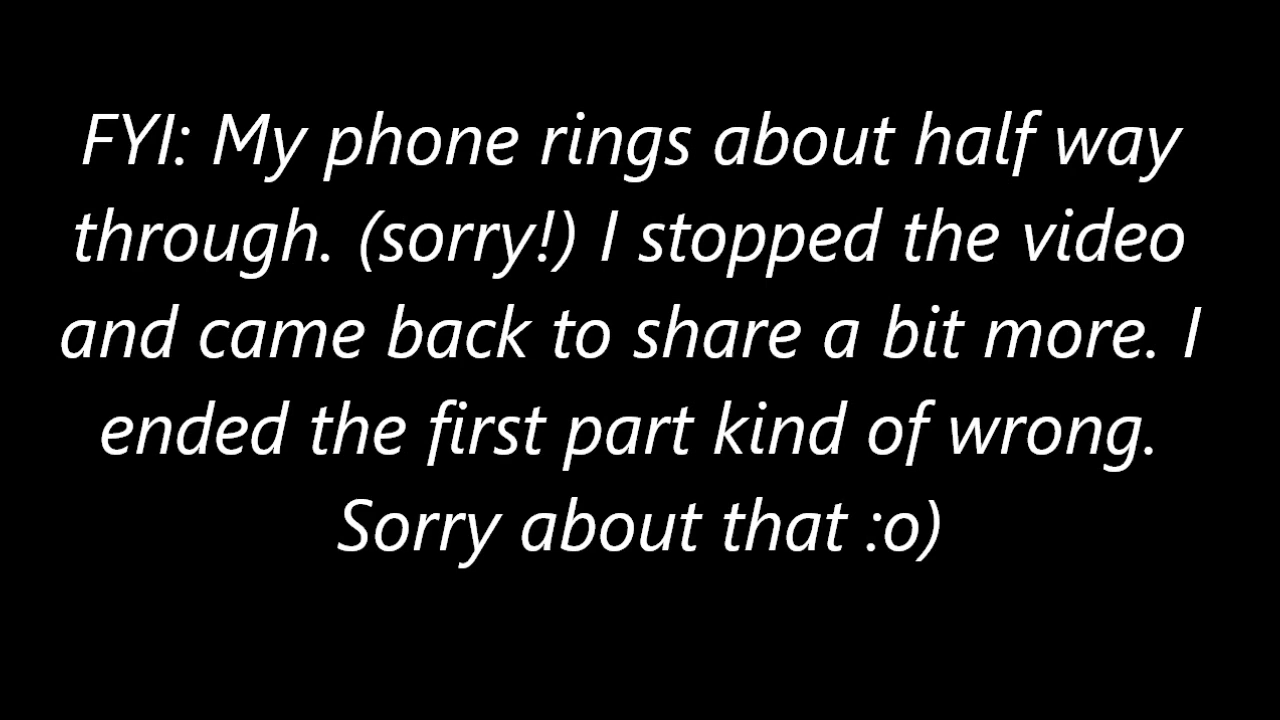 FYI: My phone rings about half way
through. (sorry!) I stopped the video
and came back to share a bit more. I
ended the first part kind of wrong.
Sorry about that :o)